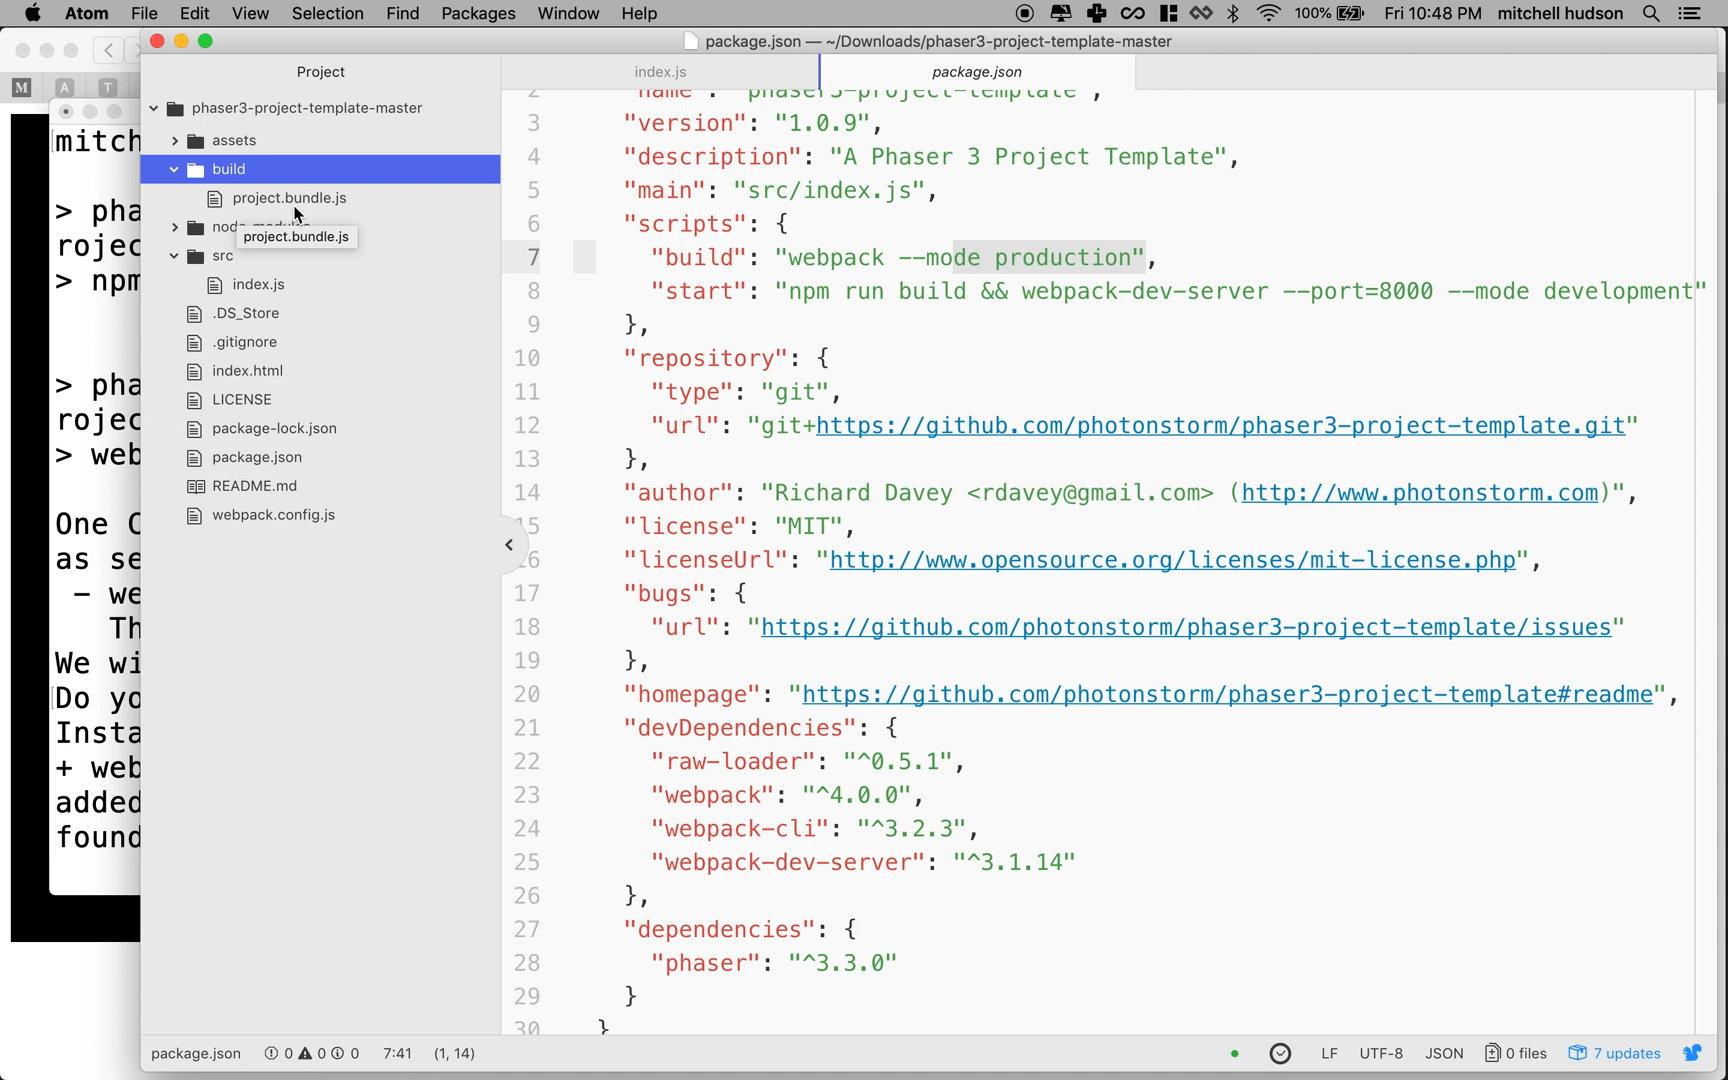 Atom File Edit View Selection Find Packages Window Help 100% Fri 10:48 PM mitchell hudson
package.json — ~/Downloads/phaser3-project-template-master
M A T
Project
index.js
package.json
phaser3-project-template-master
assets
build
project.bundle.js
project.bundle.js
src
index.js
.DS_Store
.gitignore
index.html
LICENSE
package-lock.json
package.json
README.md
webpack.config.js
mitch
> pha
rojec
> npm
> pha
rojec
> web
One C
as se
- we
Th
We wi
Do yo
Insta
+ web
added
found
2 "name": "phaser3-project-template",
3 "version": "1.0.9",
4 "description": "A Phaser 3 Project Template",
5 "main": "src/index.js",
6 "scripts": {
7 "build": "webpack --mode production",
8 "start": "npm run build && webpack-dev-server --port=8000 --mode development"
9 },
10 "repository": {
11 "type": "git",
12 "url": "git+https://github.com/photonstorm/phaser3-project-template.git"
13 },
14 "author": "Richard Davey <rdavey@gmail.com> (http://www.photonstorm.com)",
15 "license": "MIT",
16 "licenseUrl": "http://www.opensource.org/licenses/mit-license.php",
17 "bugs": {
18 "url": "https://github.com/photonstorm/phaser3-project-template/issues"
19 },
20 "homepage": "https://github.com/photonstorm/phaser3-project-template#readme",
21 "devDependencies": {
22 "raw-loader": "^0.5.1",
23 "webpack": "^4.0.0",
24 "webpack-cli": "^3.2.3",
25 "webpack-dev-server": "^3.1.14"
26 },
27 "dependencies": {
28 "phaser": "^3.3.0"
29 }
30 }
package.json 0 0 0 7:41 (1, 14) LF UTF-8 JSON 0 files 7 updates